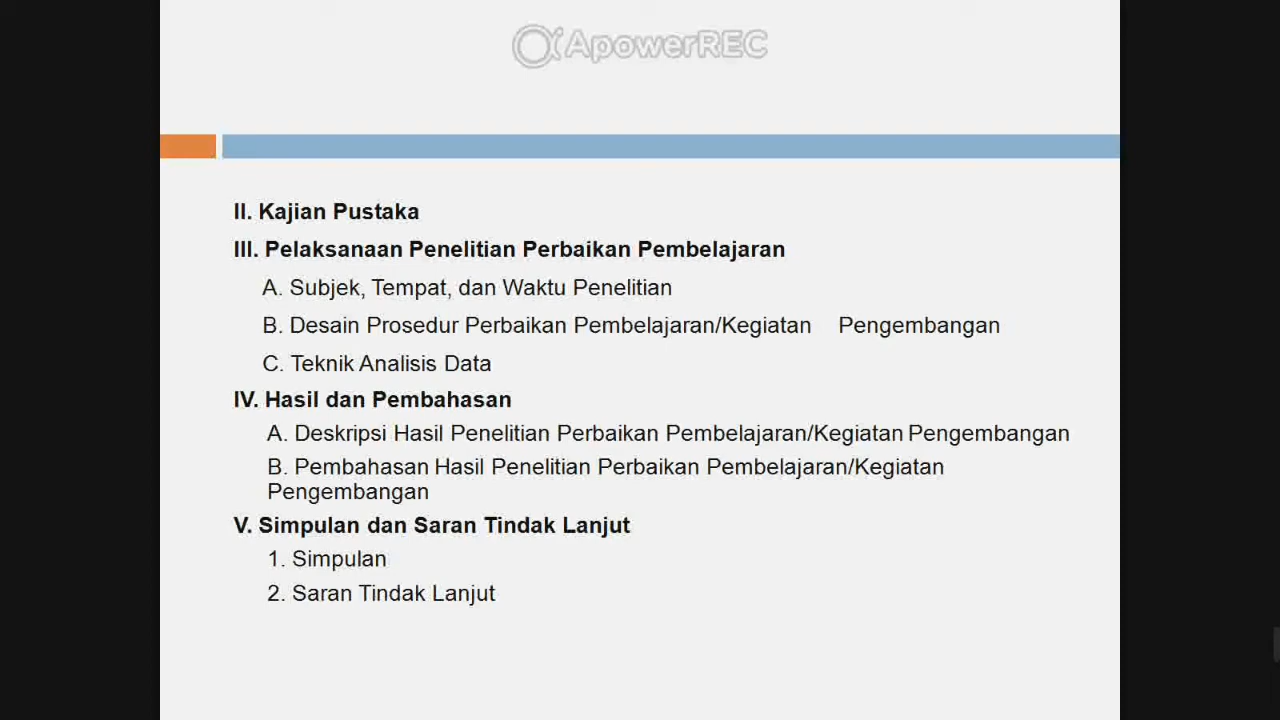 ApowerREC
II. Kajian Pustaka
III. Pelaksanaan Penelitian Perbaikan Pembelajaran
A. Subjek, Tempat, dan Waktu Penelitian
B. Desain Prosedur Perbaikan Pembelajaran/Kegiatan Pengembangan
C. Teknik Analisis Data
IV. Hasil dan Pembahasan
A. Deskripsi Hasil Penelitian Perbaikan Pembelajaran/Kegiatan Pengembangan
B. Pembahasan Hasil Penelitian Perbaikan Pembelajaran/Kegiatan
Pengembangan
V. Simpulan dan Saran Tindak Lanjut
1. Simpulan
2. Saran Tindak Lanjut